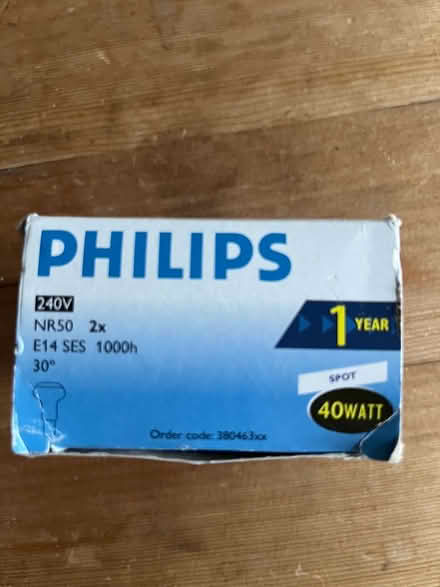 PHILIPS
240V
NR50 2x
E14 SES 1000h
30°
1 YEAR
SPOT
40WATT
Order code: 380463xx